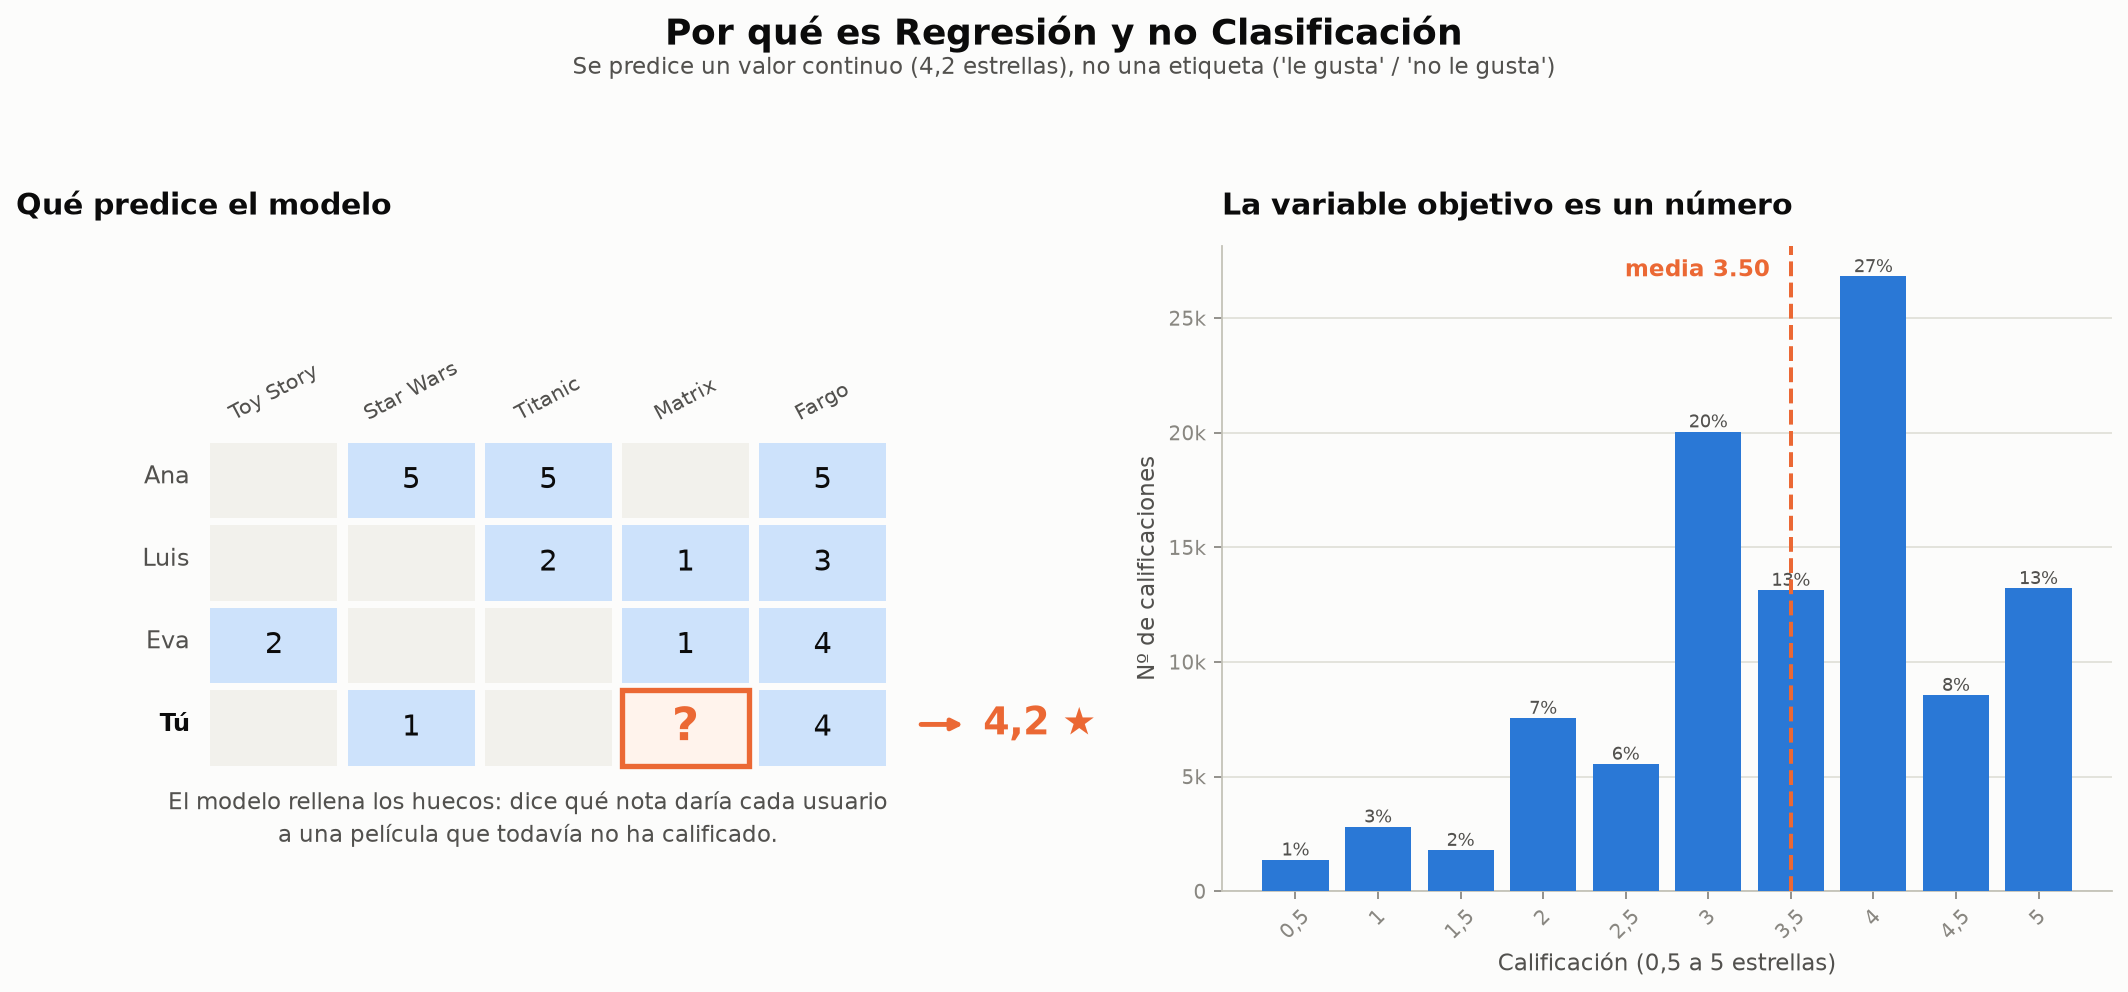 Por qué es Regresión y no Clasificación
Se predice un valor continuo (4,2 estrellas), no una etiqueta ('le gusta' / 'no le gusta')
Qué predice el modelo
Toy Story Star Wars Titanic Matrix Fargo
Ana 5 5 5
Luis 2 1 3
Eva 2 1 4
Tú 1 ? 4 → 4,2 ★
El modelo rellena los huecos: dice qué nota daría cada usuario
a una película que todavía no ha calificado.
La variable objetivo es un número
media 3.50
Nº de calificaciones
25k
20k
15k
10k
5k
0
1% 3% 2% 7% 6% 20% 13% 27% 8% 13%
0,5 1 1,5 2 2,5 3 3,5 4 4,5 5
Calificación (0,5 a 5 estrellas)